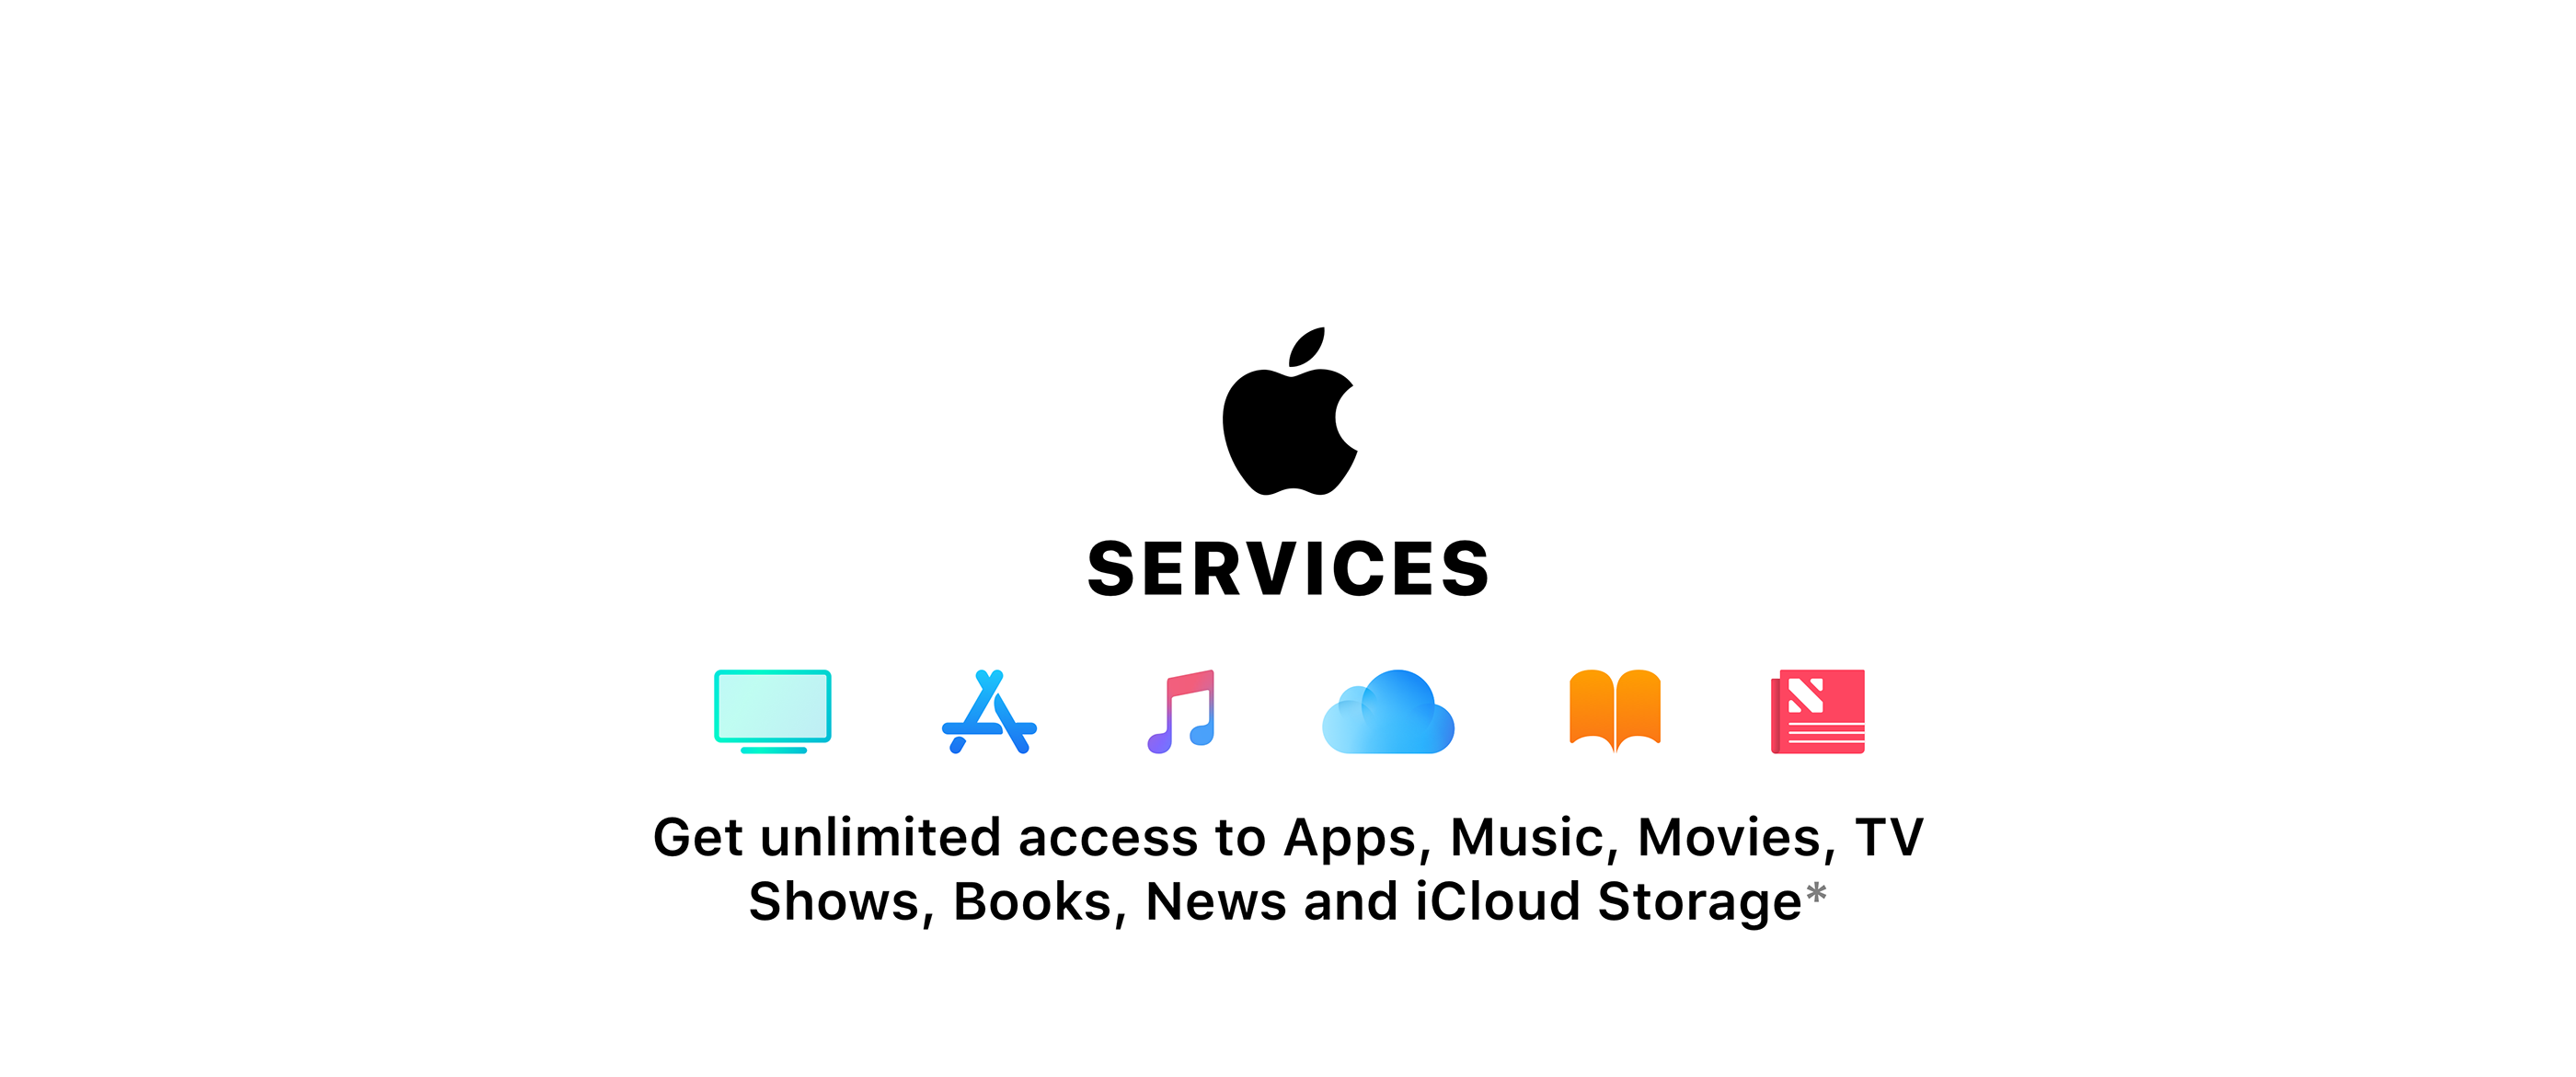 SERVICES
Get unlimited access to Apps, Music, Movies, TV
Shows, Books, News and iCloud Storage*